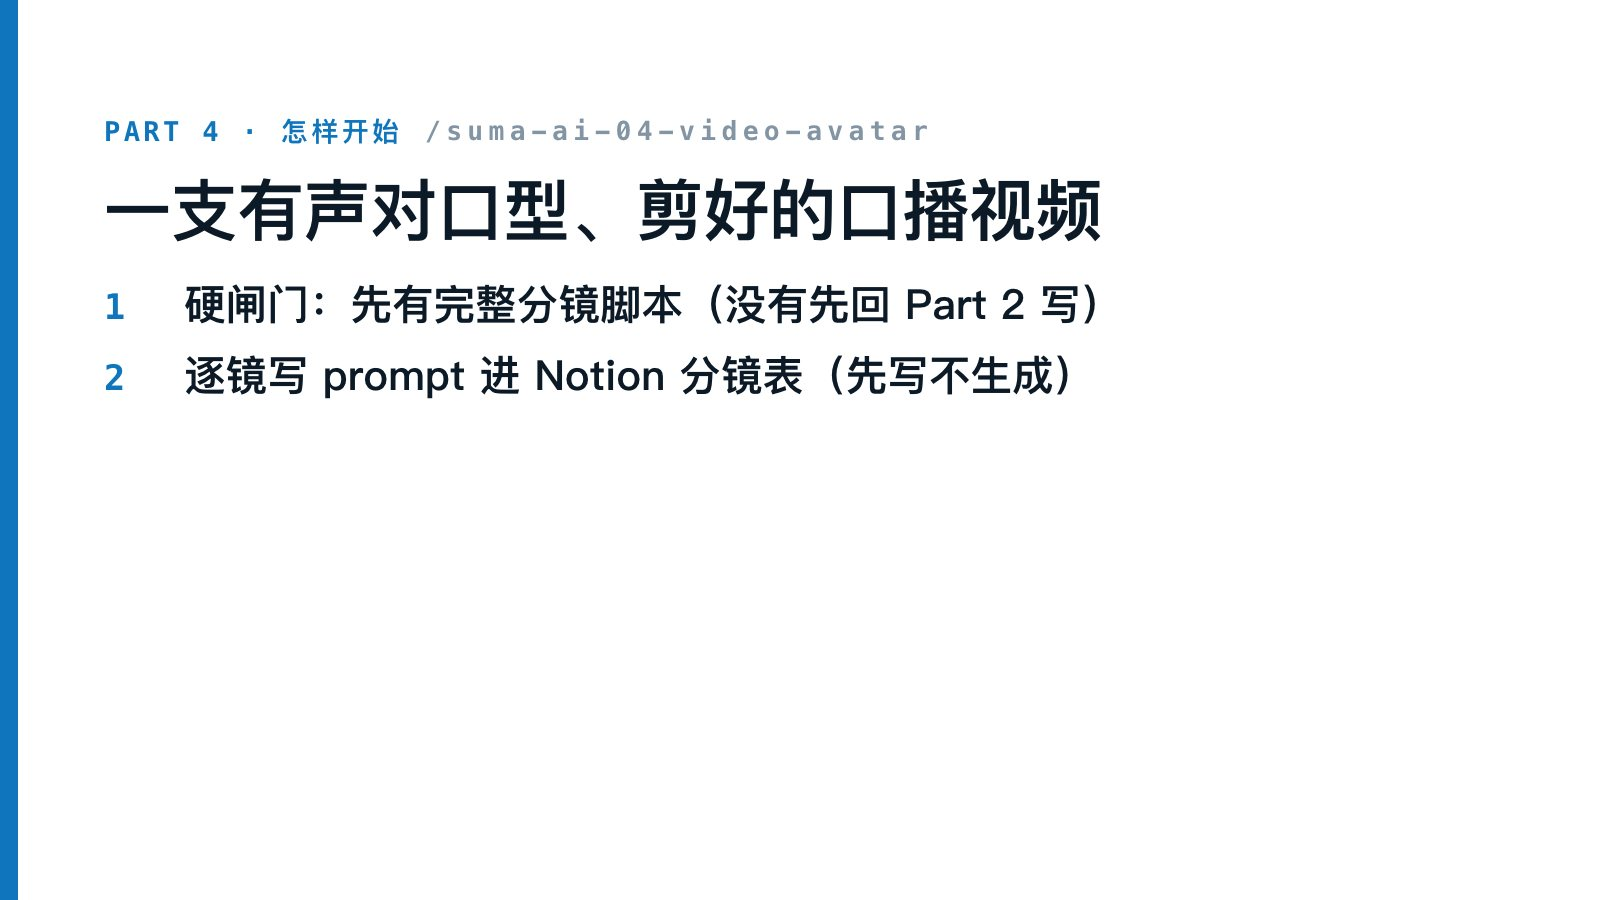 PART 4 · 怎样开始 /suma-ai-04-video-avatar
一支有声对口型、剪好的口播视频
1 硬闸门：先有完整分镜脚本（没有先回 Part 2 写）
2 逐镜写 prompt 进 Notion 分镜表（先写不生成）